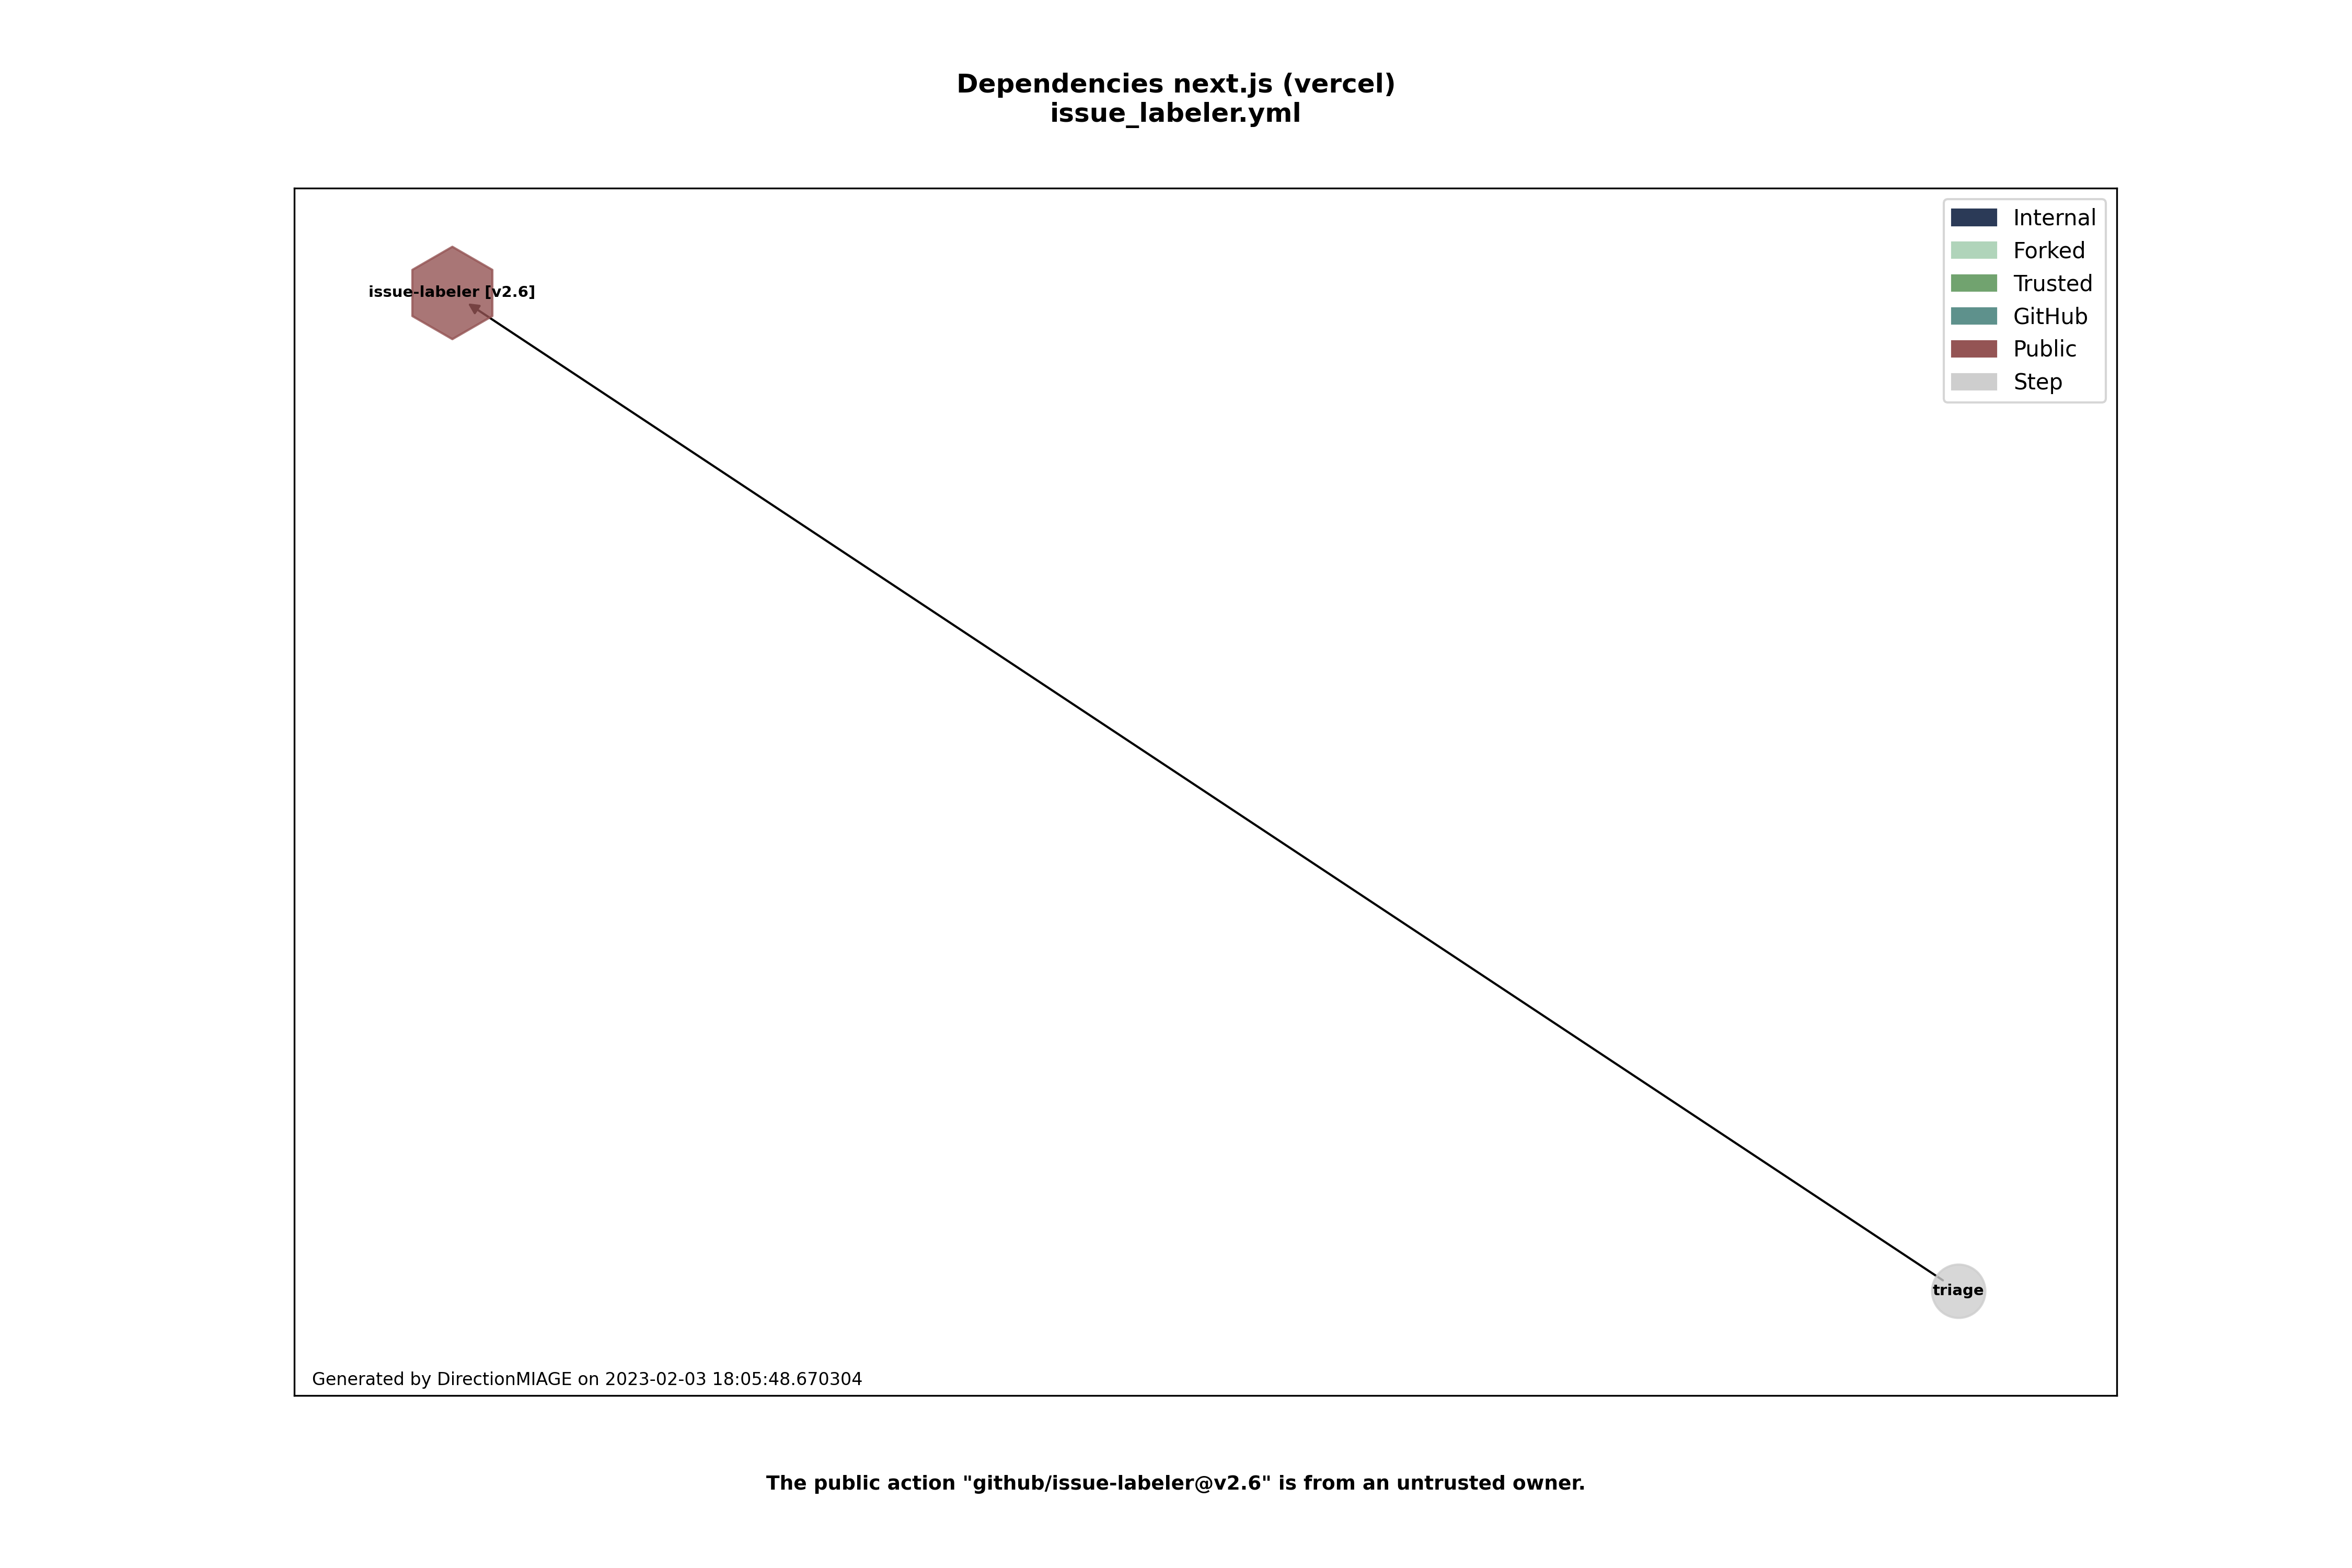 Dependencies next.js (vercel)
issue_labeler.yml
issue-labeler [v2.6]
Internal
Forked
Trusted
GitHub
Public
Step
triage
Generated by DirectionMIAGE on 2023-02-03 18:05:48.670304
The public action "github/issue-labeler@v2.6" is from an untrusted owner.